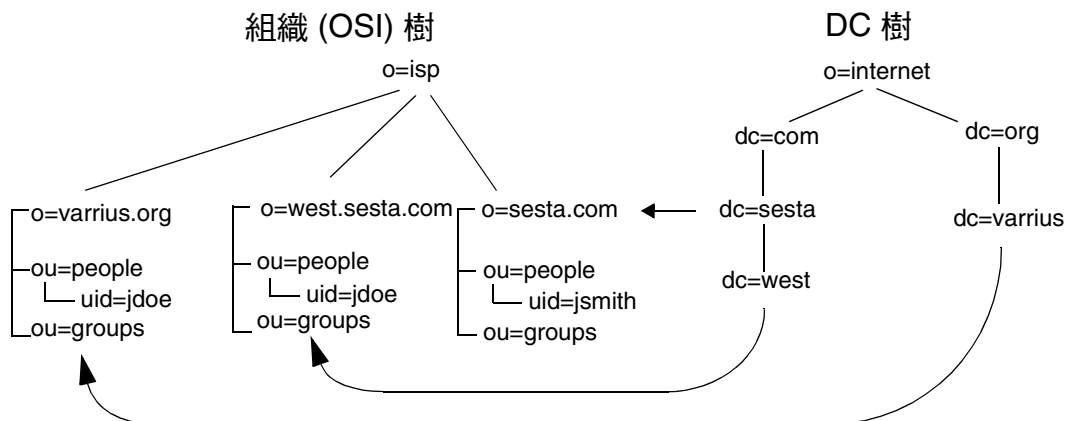 組織 (OSI) 樹
o=isp
o=varrius.org
ou=people
uid=jdoe
ou=groups
o=west.sesta.com
ou=people
uid=jdoe
ou=groups
o=sesta.com
ou=people
uid=jsmith
ou=groups
DC 樹
o=internet
dc=com
dc=org
dc=sesta
dc=varrius
dc=west